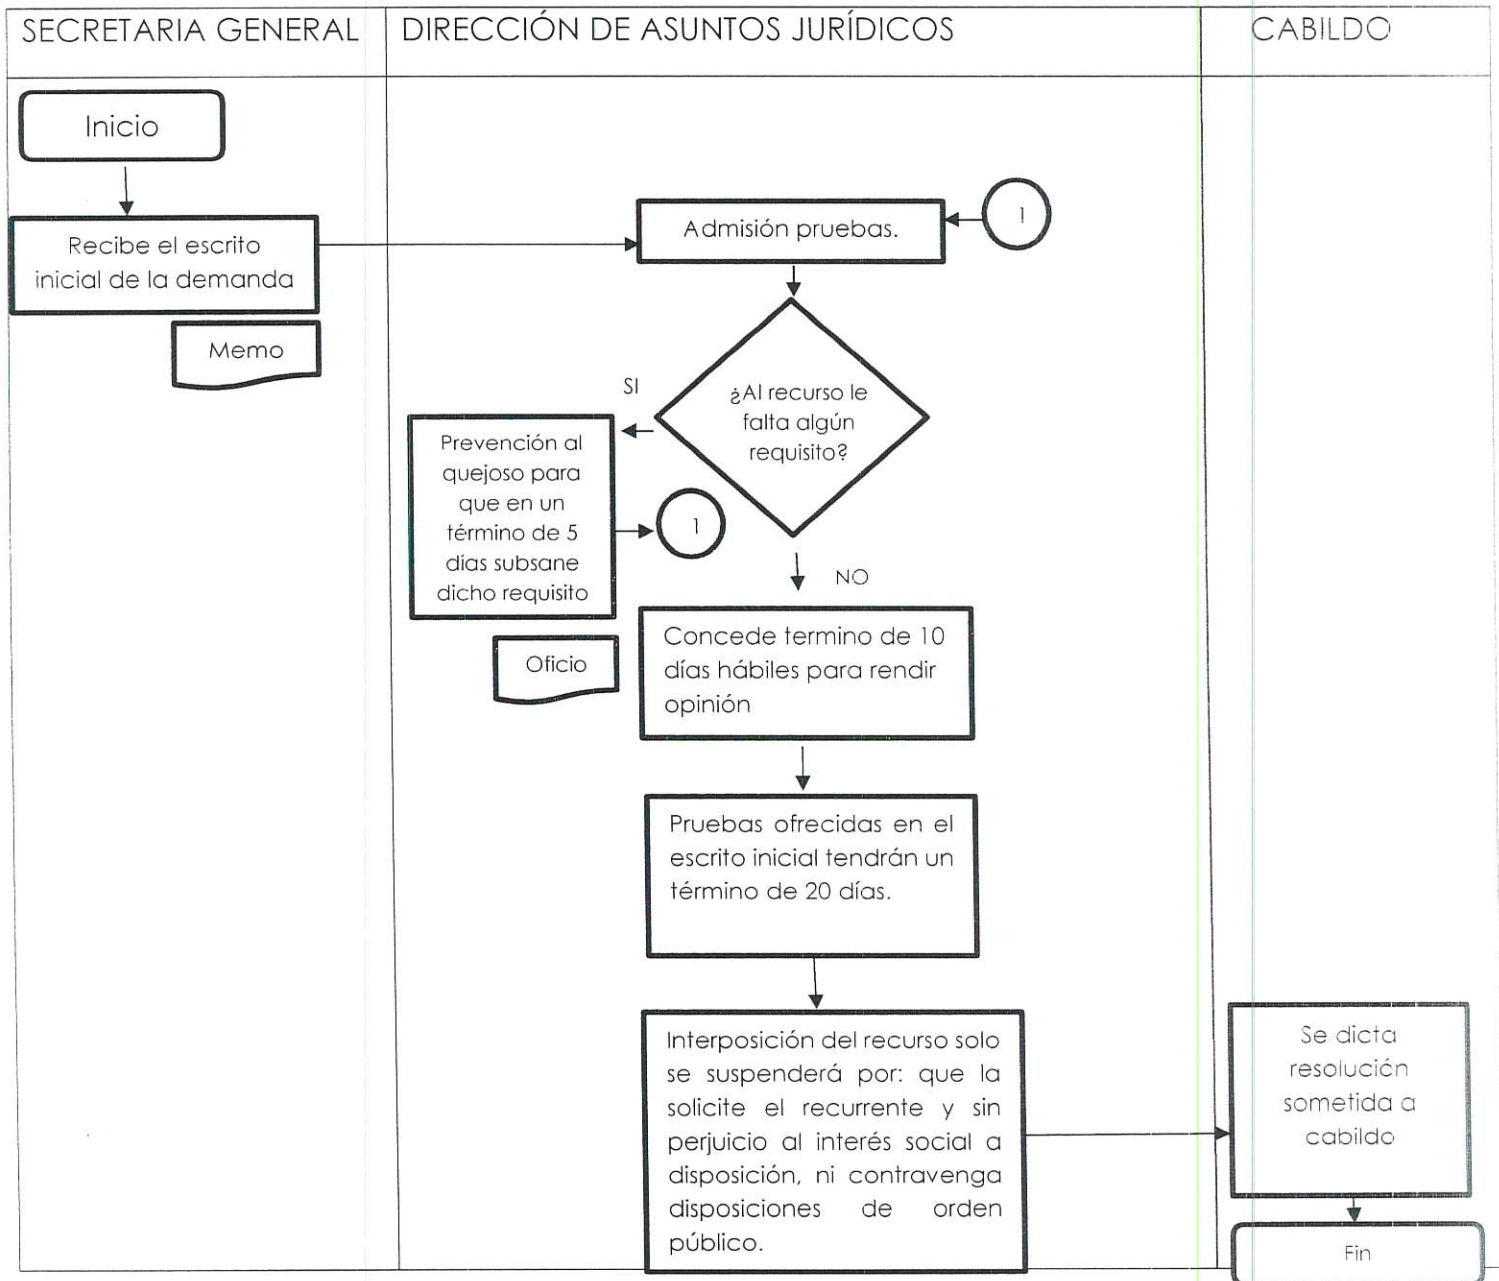 SECRETARIA GENERAL
DIRECCIÓN DE ASUNTOS JURÍDICOS
CABILDO
Inicio
Recibe el escrito
inicial de la demanda
Memo
Admisión pruebas.
1
¿Al recurso le
falta algún
requisito?
SI
Prevención al
quejoso para
que en un
término de 5
días subsane
dicho requisito
1
Oficio
NO
Concede termino de 10
días hábiles para rendir
opinión
Pruebas ofrecidas en el
escrito inicial tendrán un
término de 20 días.
Interposición del recurso solo
se suspenderá por: que la
solicite el recurrente y sin
perjuicio al interés social a
disposición, ni contravenga
disposiciones de orden
público.
Se dicta
resolución
sometida a
cabildo
Fin